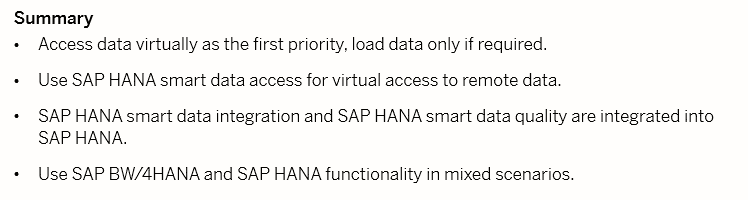 Summary
• Access data virtually as the first priority, load data only if required.
• Use SAP HANA smart data access for virtual access to remote data.
• SAP HANA smart data integration and SAP HANA smart data quality are integrated into
SAP HANA.
• Use SAP BW/4HANA and SAP HANA functionality in mixed scenarios.